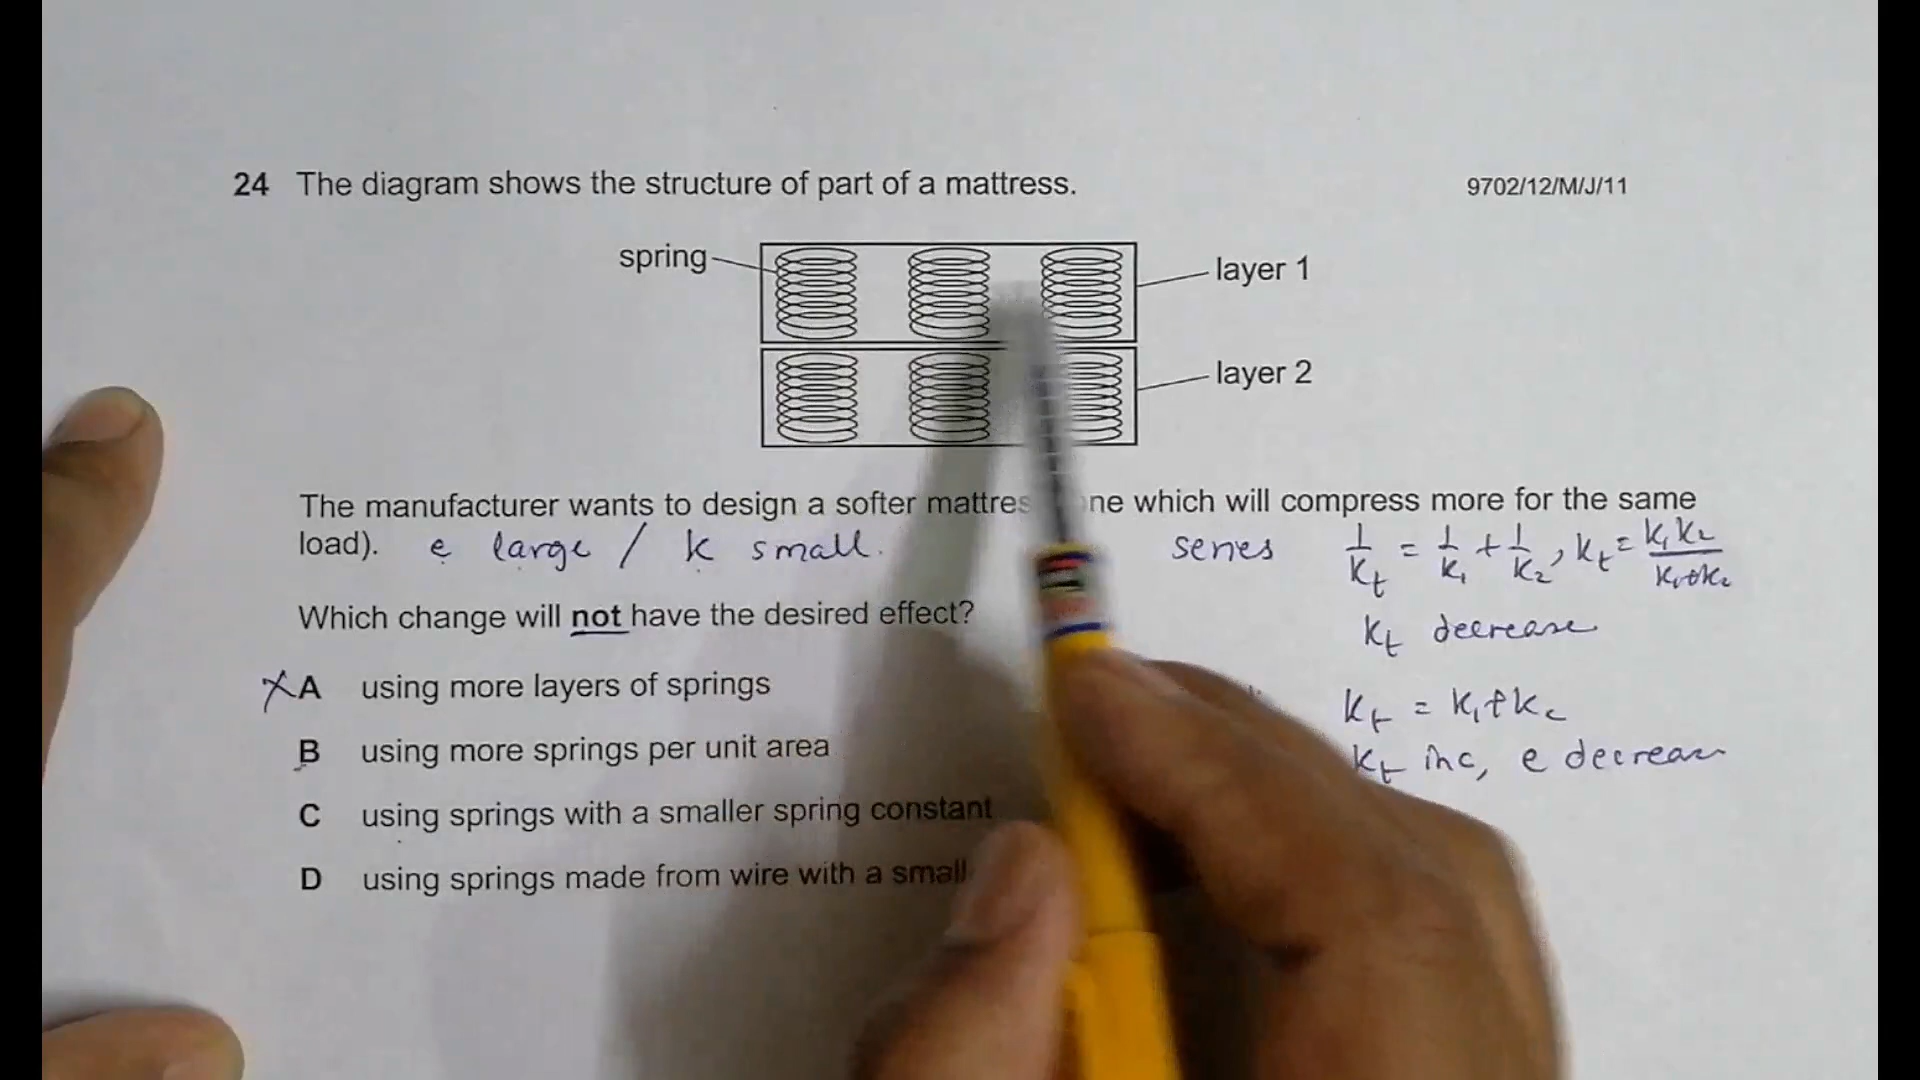 24 The diagram shows the structure of part of a mattress. 9702/12/M/J/11
spring
layer 1
layer 2
The manufacturer wants to design a softer mattres ne which will compress more for the same
load). e large / k small.
series 1/kt = 1/k1 + 1/k2, kt = k1k2/k1+k2
Which change will not have the desired effect?
kt decrease
A using more layers of springs
kt = k1+k2
B using more springs per unit area
kt inc, e decreas
C using springs with a smaller spring constant
D using springs made from wire with a small